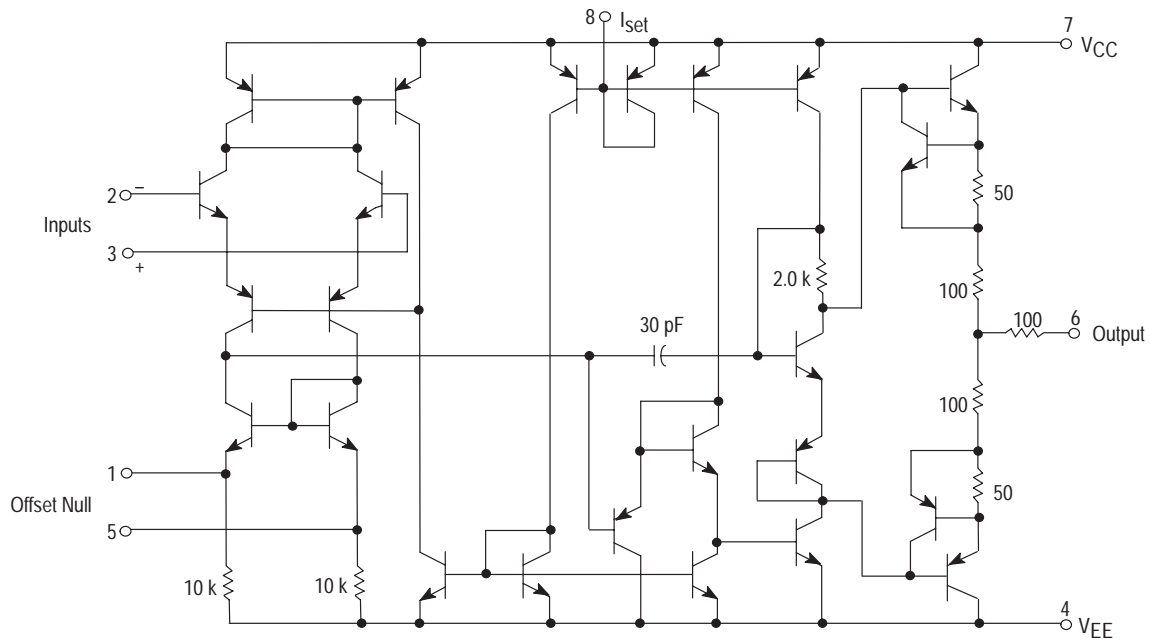 8 Iset
7
VCC
2 −
Inputs
3
+
50
2.0 k
100
30 pF
100
6
Output
100
1
Offset Null
5
50
10 k
10 k
4
VEE